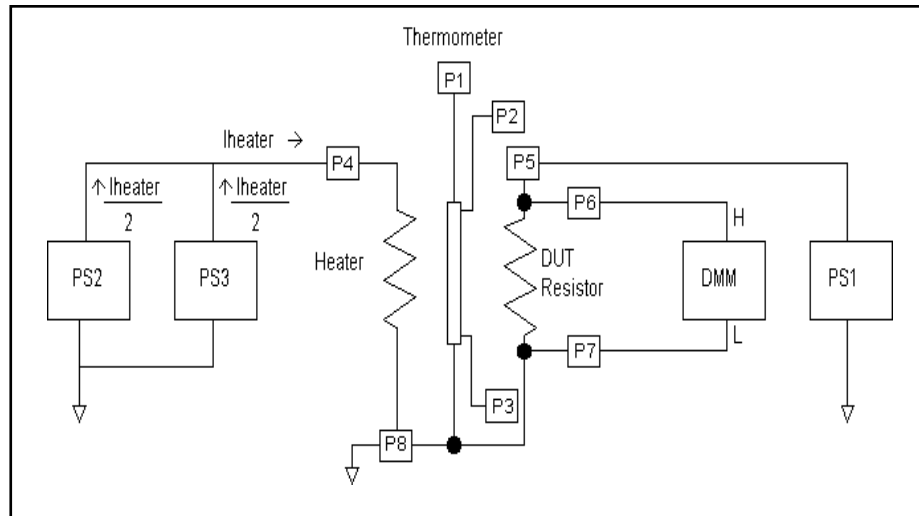 Thermometer
P1
P2
Iheater →
P4
P5
↑ Iheater
2
↑ Iheater
2
P6
H
PS2
PS3
Heater
DUT
Resistor
DMM
PS1
P7
L
P3
P8